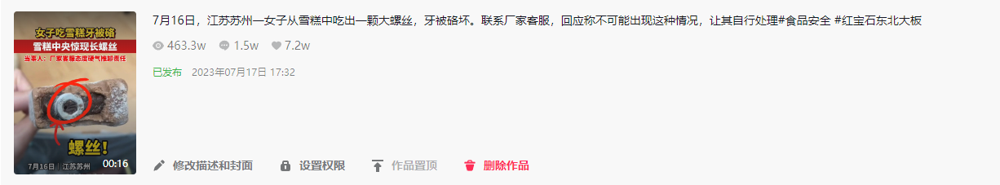 女子吃雪糕牙被硌
雪糕中央惊现长螺丝
当事人：厂家客服态度硬气推卸责任
螺丝！
7月16日｜江苏苏州
00:16
7月16日，江苏苏州一女子从雪糕中吃出一颗大螺丝，牙被硌坏。联系厂家客服，回应称不可能出现这种情况，让其自行处理#食品安全 #红宝石东北大板
463.3w 1.5w 7.2w
已发布 2023年07月17日 17:32
修改描述和封面 设置权限 作品置顶 删除作品